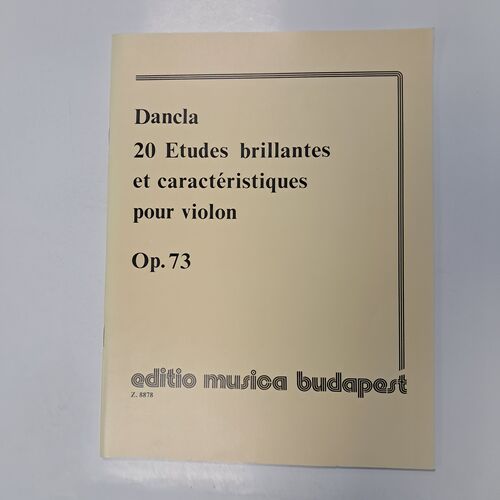 Dancla
20 Etudes brillantes
et caractéristiques
pour violon
Op. 73
editio musica budapest
Z. 8878